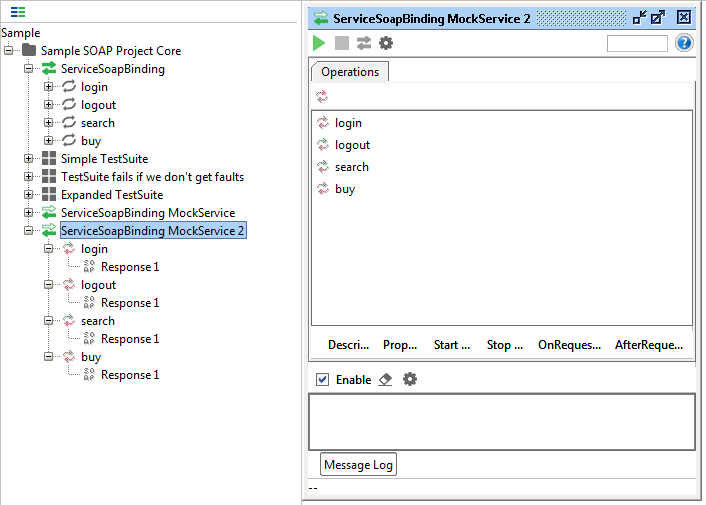 Sample
Sample SOAP Project Core
ServiceSoapBinding
login
logout
search
buy
Simple TestSuite
TestSuite fails if we don't get faults
Expanded TestSuite
ServiceSoapBinding MockService
ServiceSoapBinding MockService 2
login
Response 1
logout
Response 1
search
Response 1
buy
Response 1
ServiceSoapBinding MockService 2
?
Operations
login
logout
search
buy
Descri... Prop... Start ... Stop ... OnReques... AfterReque...
Enable
Message Log
--